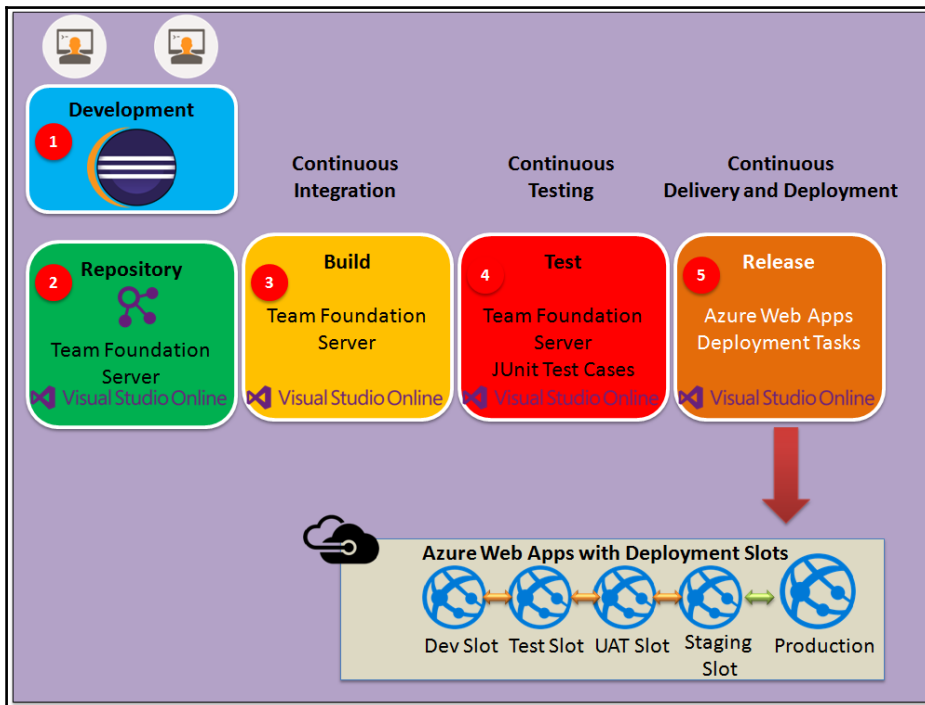 Development
1
Continuous
Integration
Continuous
Testing
Continuous
Delivery and Deployment
2
Repository
Team Foundation
Server
Visual Studio Online
3
Build
Team Foundation
Server
Visual Studio Online
4
Test
Team Foundation
Server
JUnit Test Cases
Visual Studio Online
5
Release
Azure Web Apps
Deployment Tasks
Visual Studio Online
Azure Web Apps with Deployment Slots
Dev Slot
Test Slot
UAT Slot
Staging
Slot
Production